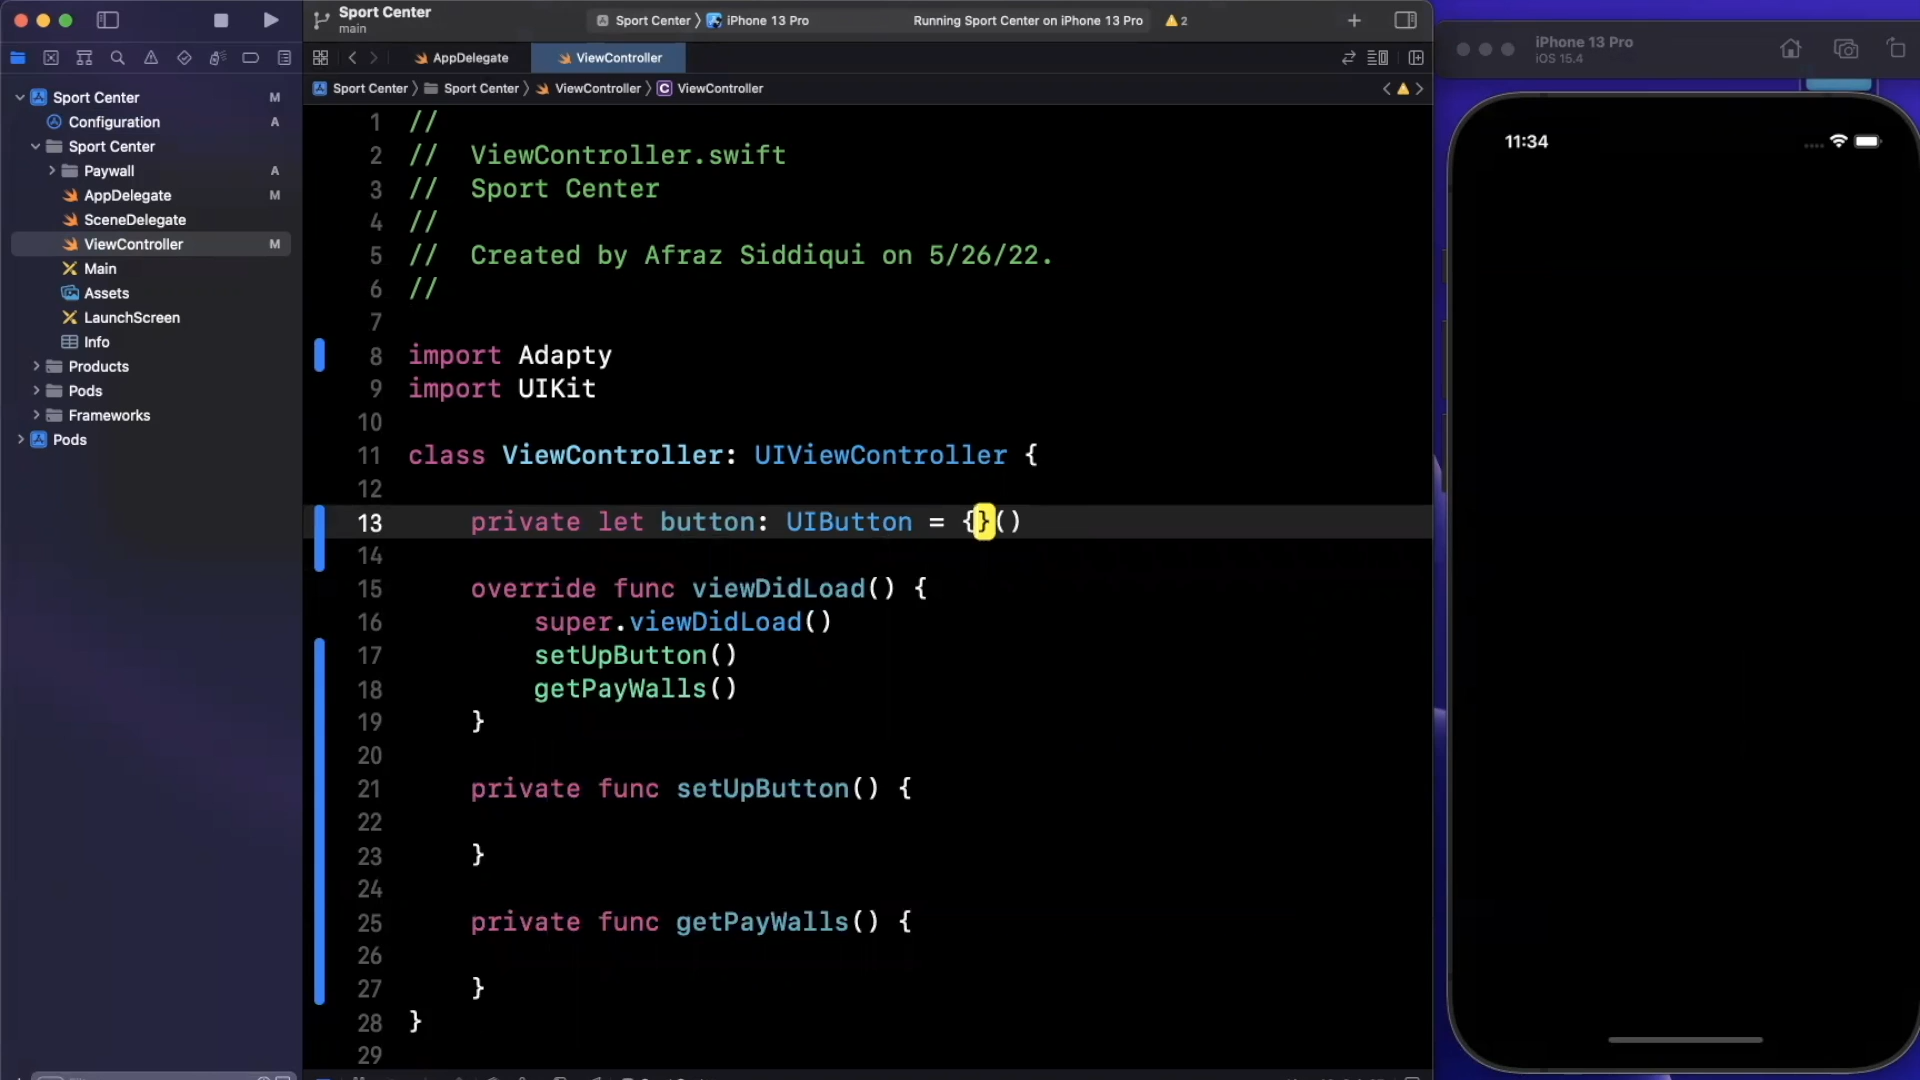 Sport Center
main
Sport Center
iPhone 13 Pro
Running Sport Center on iPhone 13 Pro
2
AppDelegate
ViewController
Sport Center
Sport Center
ViewController
C
ViewController
Sport Center M
Configuration A
Sport Center
Paywall A
AppDelegate M
SceneDelegate
ViewController M
Main
Assets
LaunchScreen
Info
Products
Pods
Frameworks
Pods
1 //
2 //  ViewController.swift
3 //  Sport Center
4 //
5 //  Created by Afraz Siddiqui on 5/26/22.
6 //
7
8 import Adapty
9 import UIKit
10
11 class ViewController: UIViewController {
12
13     private let button: UIButton = {}()
14
15     override func viewDidLoad() {
16         super.viewDidLoad()
17         setUpButton()
18         getPayWalls()
19     }
20
21     private func setUpButton() {
22
23     }
24
25     private func getPayWalls() {
26
27     }
28 }
29
iPhone 13 Pro
iOS 15.4
11:34